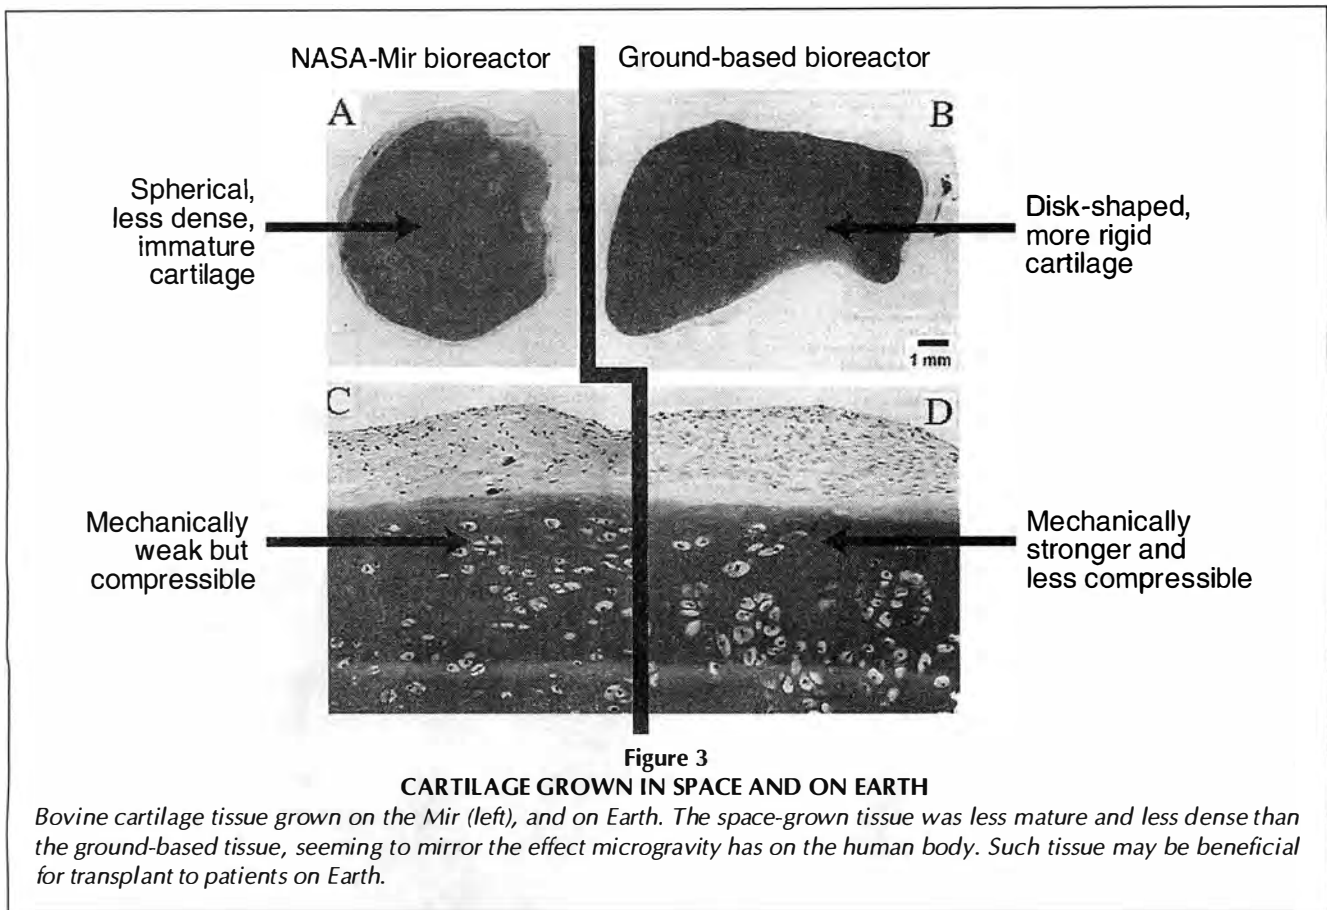 NASA-Mir bioreactor
Ground-based bioreactor
A
B
Spherical,
less dense,
immature
cartilage
Disk-shaped,
more rigid
cartilage
1 mm
C
D
Mechanically
weak but
compressible
Mechanically
stronger and
less compressible
Figure 3
CARTILAGE GROWN IN SPACE AND ON EARTH
Bovine cartilage tissue grown on the Mir (left), and on Earth. The space-grown tissue was less mature and less dense than
the ground-based tissue, seeming to mirror the effect microgravity has on the human body. Such tissue may be beneficial
for transplant to patients on Earth.